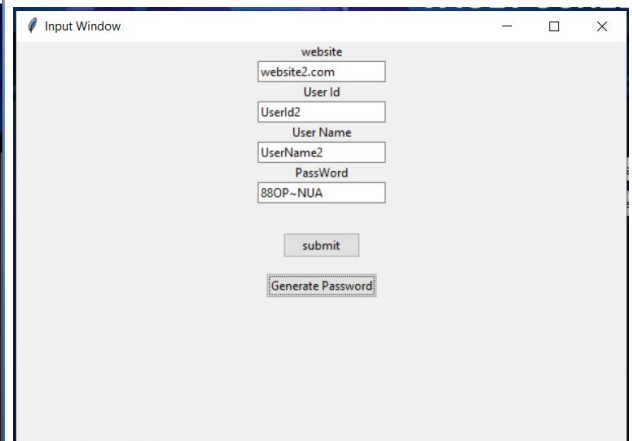 Input Window
website
website2.com
User Id
UserId2
User Name
UserName2
PassWord
88OP~NUA
submit
Generate Password